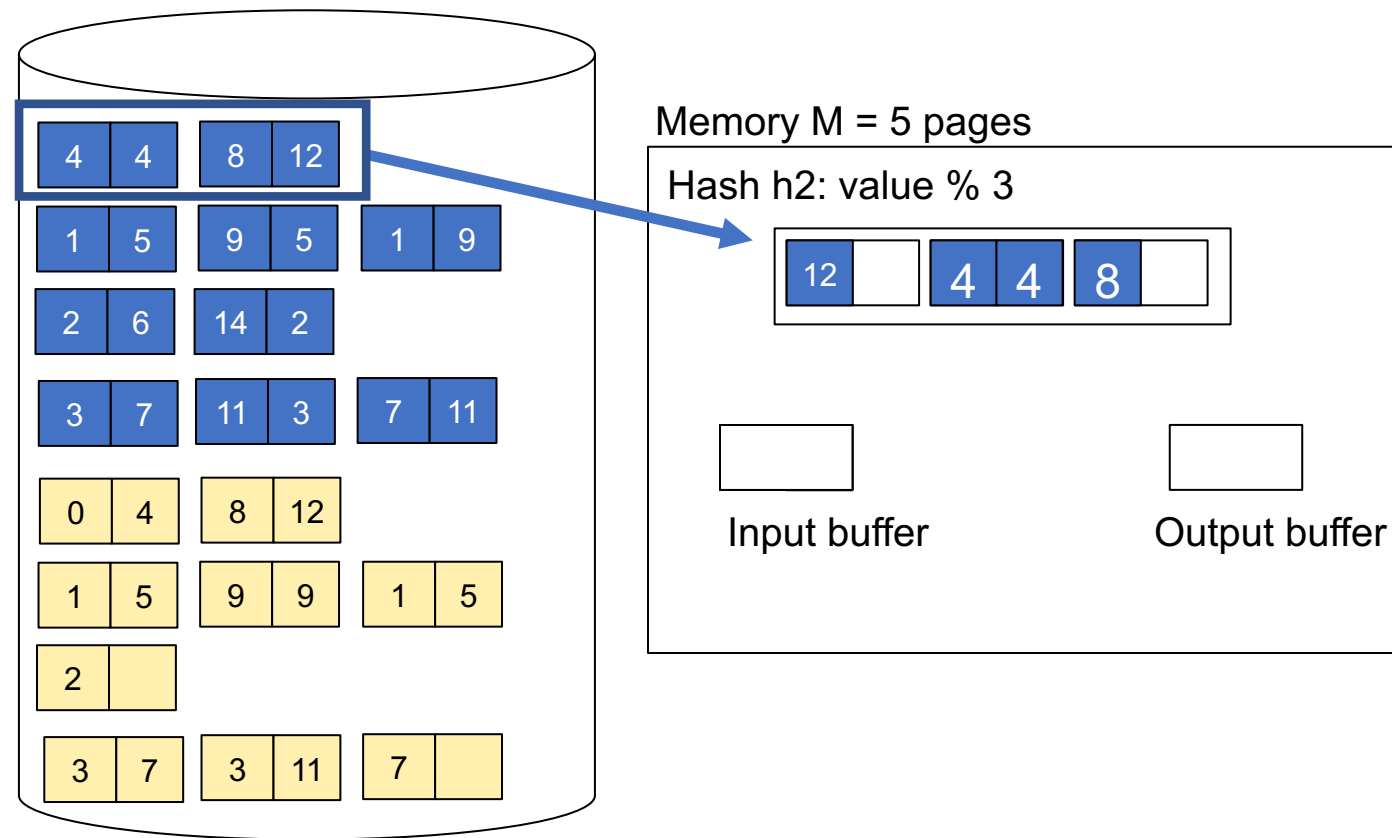 Memory M = 5 pages
Hash h2: value % 3
4 4 8 12
12 4 4 8
1 5 9 5 1 9
2 6 14 2
3 7 11 3 7 11
0 4 8 12
Input buffer Output buffer
1 5 9 9 1 5
2
3 7 3 11 7